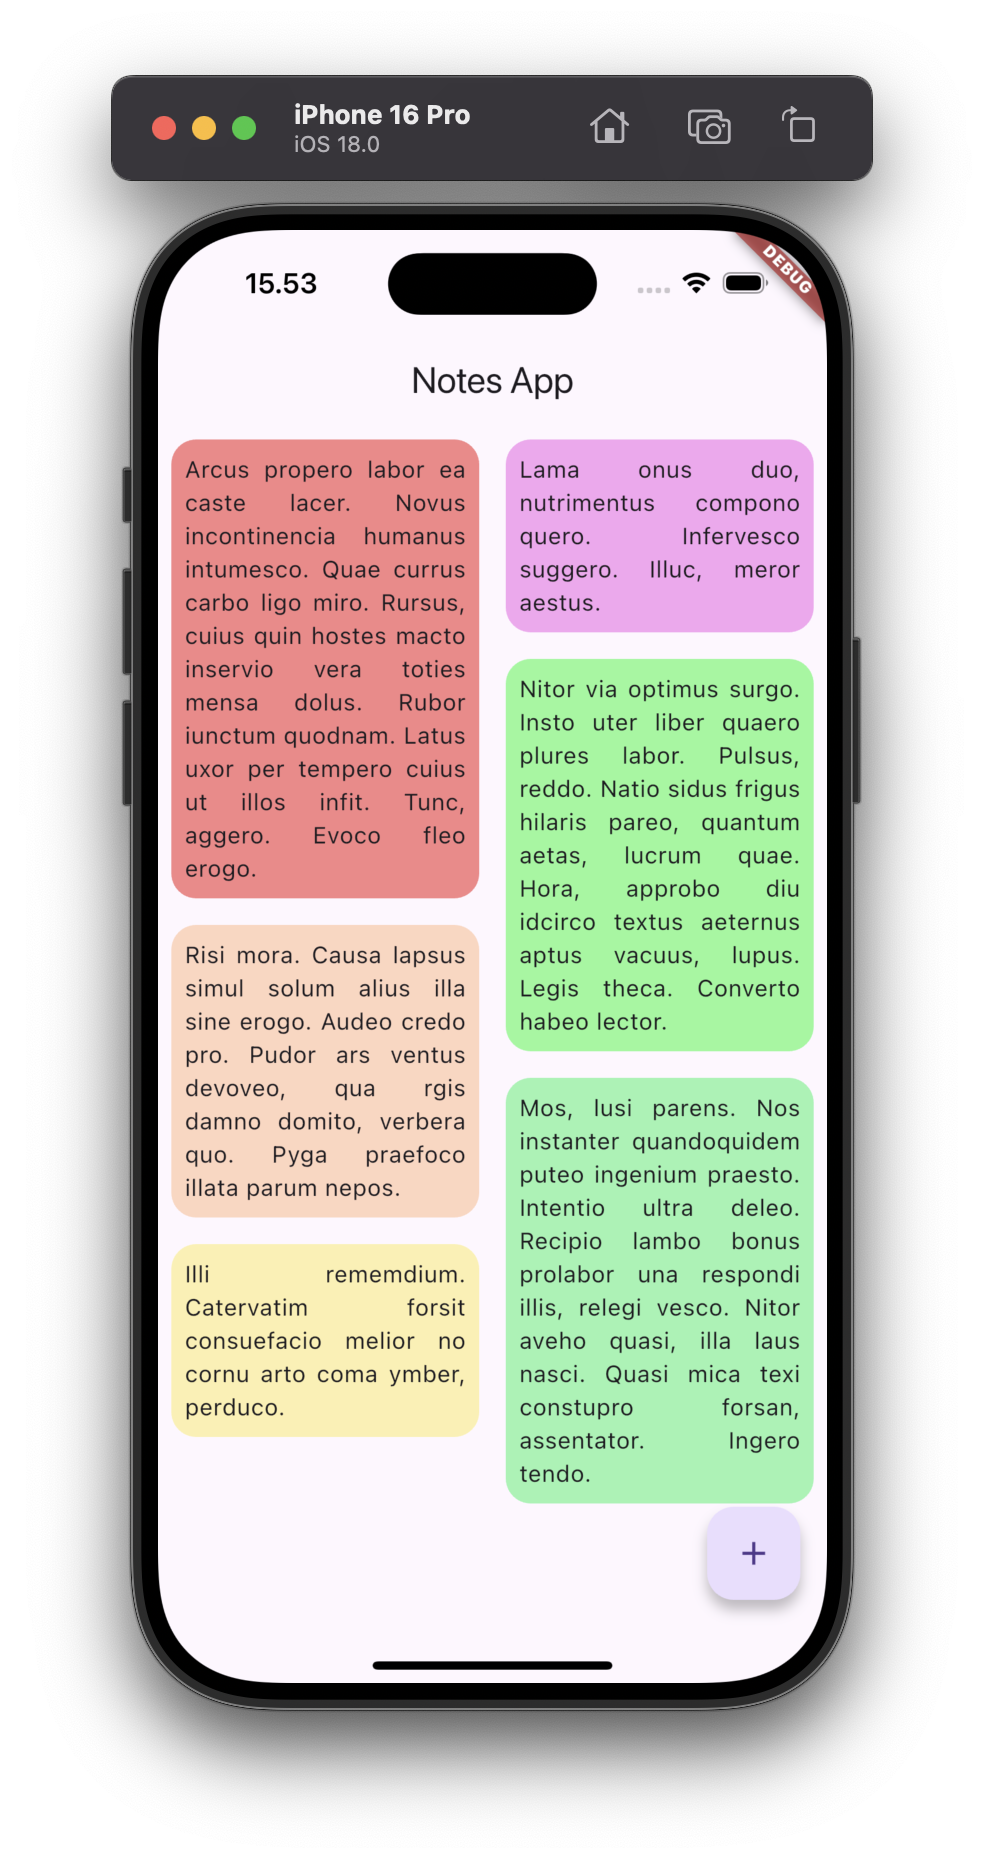 iPhone 16 Pro
iOS 18.0
15.53
DEBUG
Notes App
Arcus propero labor ea
caste lacer. Novus
incontinencia humanus
intumesco. Quae currus
carbo ligo miro. Rursus,
cuius quin hostes macto
inservio vera toties
mensa dolus. Rubor
iunctum quodnam. Latus
uxor per tempero cuius
ut illos infit. Tunc,
aggero. Evoco fleo
erogo.
Risi mora. Causa lapsus
simul solum alius illa
sine erogo. Audeo credo
pro. Pudor ars ventus
devoveo, qua rgis
damno domito, verbera
quo. Pyga praefoco
illata parum nepos.
Illi rememdium.
Catervatim forsit
consuefacio melior no
cornu arto coma ymber,
perduco.
Lama onus duo,
nutrimentus compono
quero. Infervesco
suggero. Illuc, meror
aestus.
Nitor via optimus surgo.
Insto uter liber quaero
plures labor. Pulsus,
reddo. Natio sidus frigus
hilaris pareo, quantum
aetas, lucrum quae.
Hora, approbo diu
idcirco textus aeternus
aptus vacuus, lupus.
Legis theca. Converto
habeo lector.
Mos, lusi parens. Nos
instanter quandoquidem
puteo ingenium praesto.
Intentio ultra deleo.
Recipio lambo bonus
prolabor una respondi
illis, relegi vesco. Nitor
aveho quasi, illa laus
nasci. Quasi mica texi
constupro forsan,
assentator. Ingero
tendo.
+